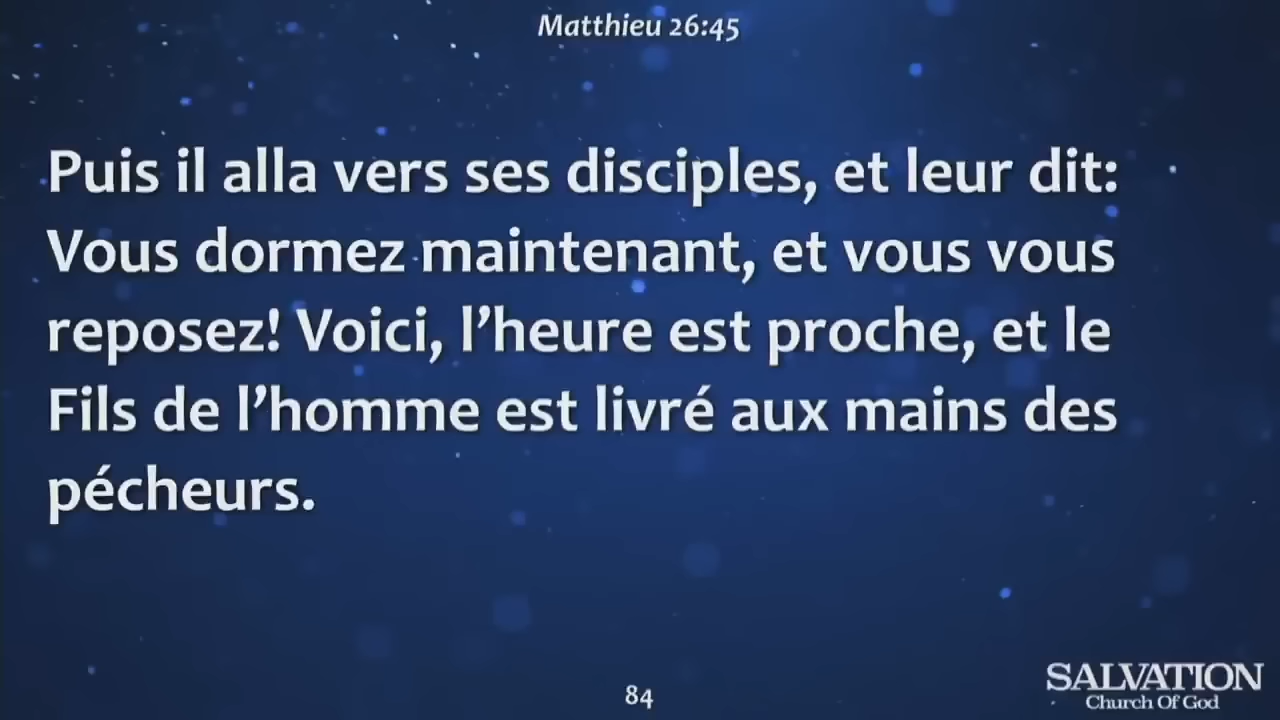 Matthieu 26:45
Puis il alla vers ses disciples, et leur dit:
Vous dormez maintenant, et vous vous
reposez! Voici, l’heure est proche, et le
Fils de l’homme est livré aux mains des
pécheurs.
84
SALVATION
Church Of God